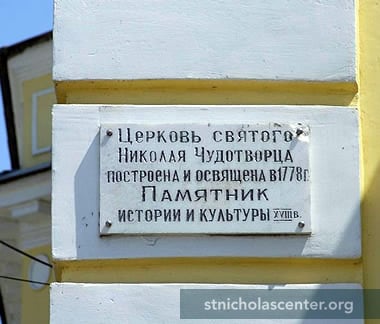 Церковь святого
Николая Чудотворца
построена и освящена в 1778 г.
Памятник
истории и культуры XVIII в.
stnicholascenter.org